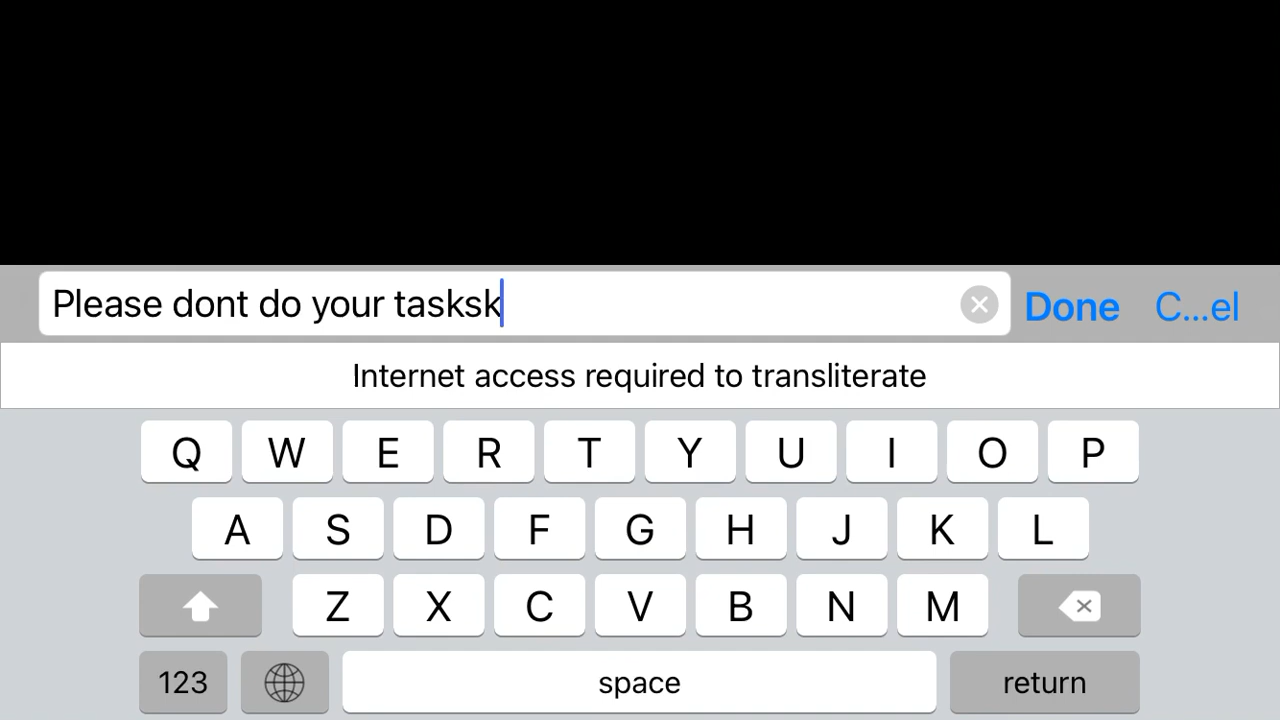 Please dont do your tasksk
Done
C...el
Internet access required to transliterate
Q W E R T Y U I O P
A S D F G H J K L
Z X C V B N M
123 space return